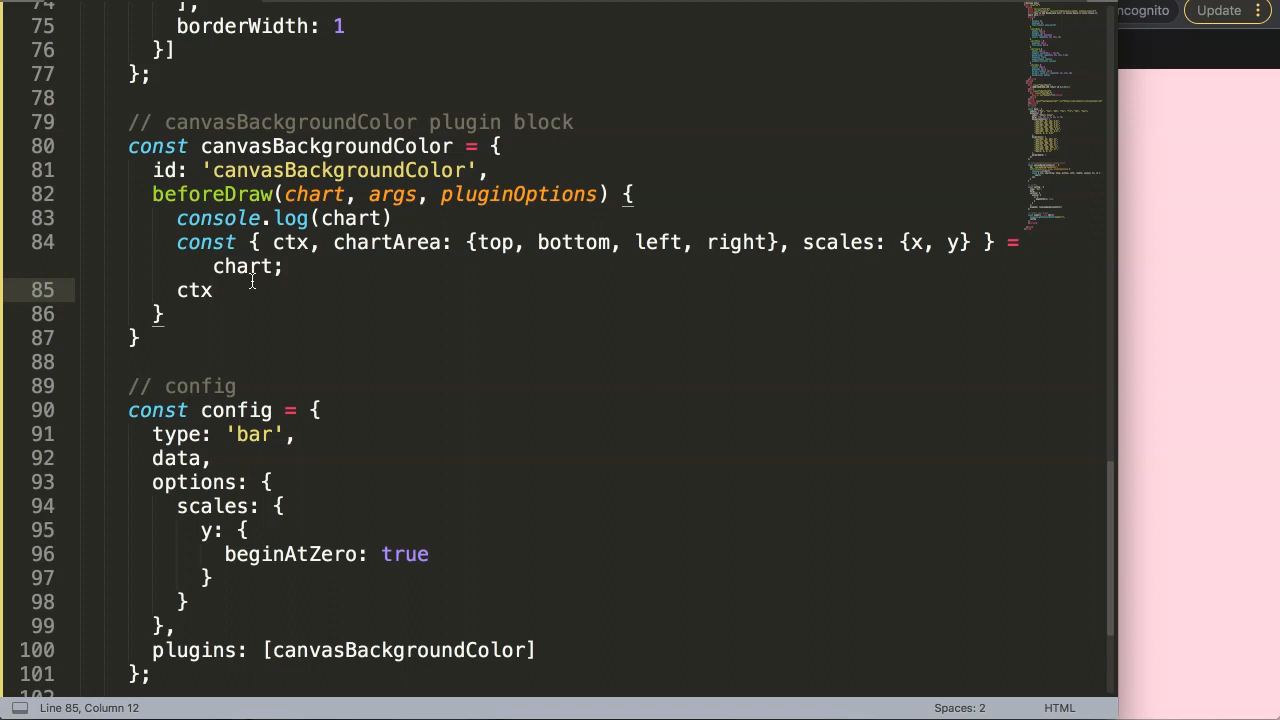 74 ],
75 borderWidth: 1
76 }]
77 };
78
79 // canvasBackgroundColor plugin block
80 const canvasBackgroundColor = {
81 id: 'canvasBackgroundColor',
82 beforeDraw(chart, args, pluginOptions) {
83 console.log(chart)
84 const { ctx, chartArea: {top, bottom, left, right}, scales: {x, y} } =
chart;
85 ctx
86 }
87 }
88
89 // config
90 const config = {
91 type: 'bar',
92 data,
93 options: {
94 scales: {
95 y: {
96 beginAtZero: true
97 }
98 }
99 },
100 plugins: [canvasBackgroundColor]
101 };
102
Line 85, Column 12
Spaces: 2
HTML
ncognito
Update